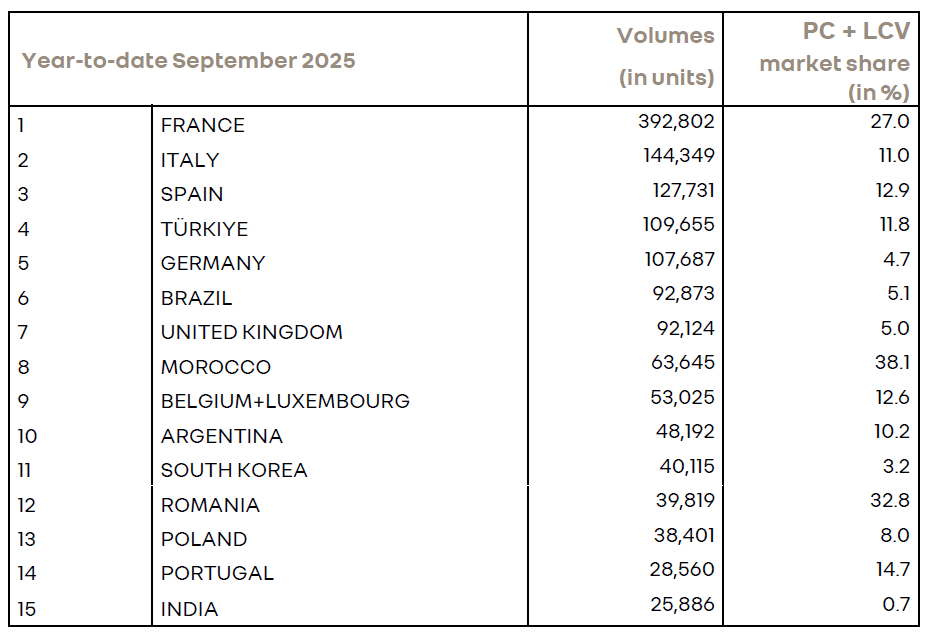 Year-to-date September 2025
Volumes
(in units)
PC + LCV
market share
(in %)
1 FRANCE 392,802 27.0
2 ITALY 144,349 11.0
3 SPAIN 127,731 12.9
4 TÜRKIYE 109,655 11.8
5 GERMANY 107,687 4.7
6 BRAZIL 92,873 5.1
7 UNITED KINGDOM 92,124 5.0
8 MOROCCO 63,645 38.1
9 BELGIUM+LUXEMBOURG 53,025 12.6
10 ARGENTINA 48,192 10.2
11 SOUTH KOREA 40,115 3.2
12 ROMANIA 39,819 32.8
13 POLAND 38,401 8.0
14 PORTUGAL 28,560 14.7
15 INDIA 25,886 0.7